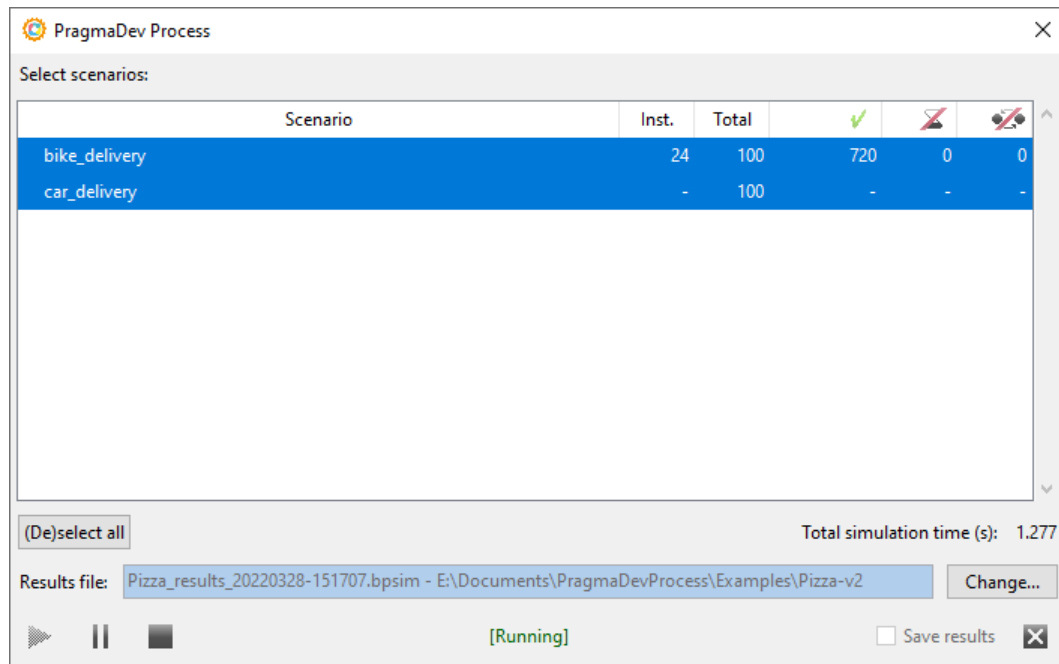 PragmaDev Process
Select scenarios:
Scenario Inst. Total
bike_delivery 24 100 720 0 0
car_delivery - 100 - - -
(De)select all Total simulation time (s): 1.277
Results file: Pizza_results_20220328-151707.bpsim - E:\Documents\PragmaDevProcess\Examples\Pizza-v2 Change...
[Running] Save results